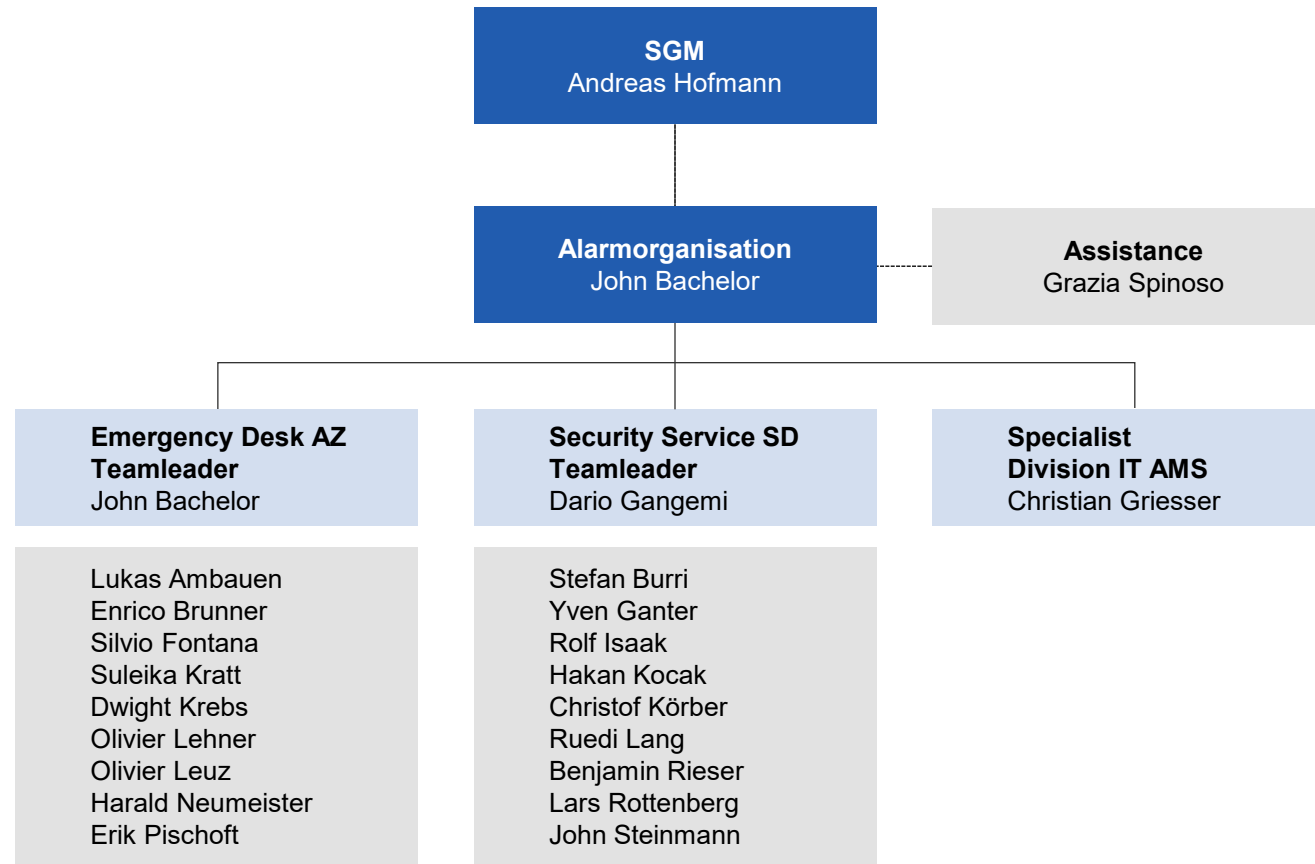 SGM
Andreas Hofmann
Alarmorganisation
John Bachelor
Assistance
Grazia Spinoso
Emergency Desk AZ
Teamleader
John Bachelor
Security Service SD
Teamleader
Dario Gangemi
Specialist
Division IT AMS
Christian Griesser
Lukas Ambauen
Enrico Brunner
Silvio Fontana
Suleika Kratt
Dwight Krebs
Olivier Lehner
Olivier Leuz
Harald Neumeister
Erik Pischoft
Stefan Burri
Yven Ganter
Rolf Isaak
Hakan Kocak
Christof Körber
Ruedi Lang
Benjamin Rieser
Lars Rottenberg
John Steinmann